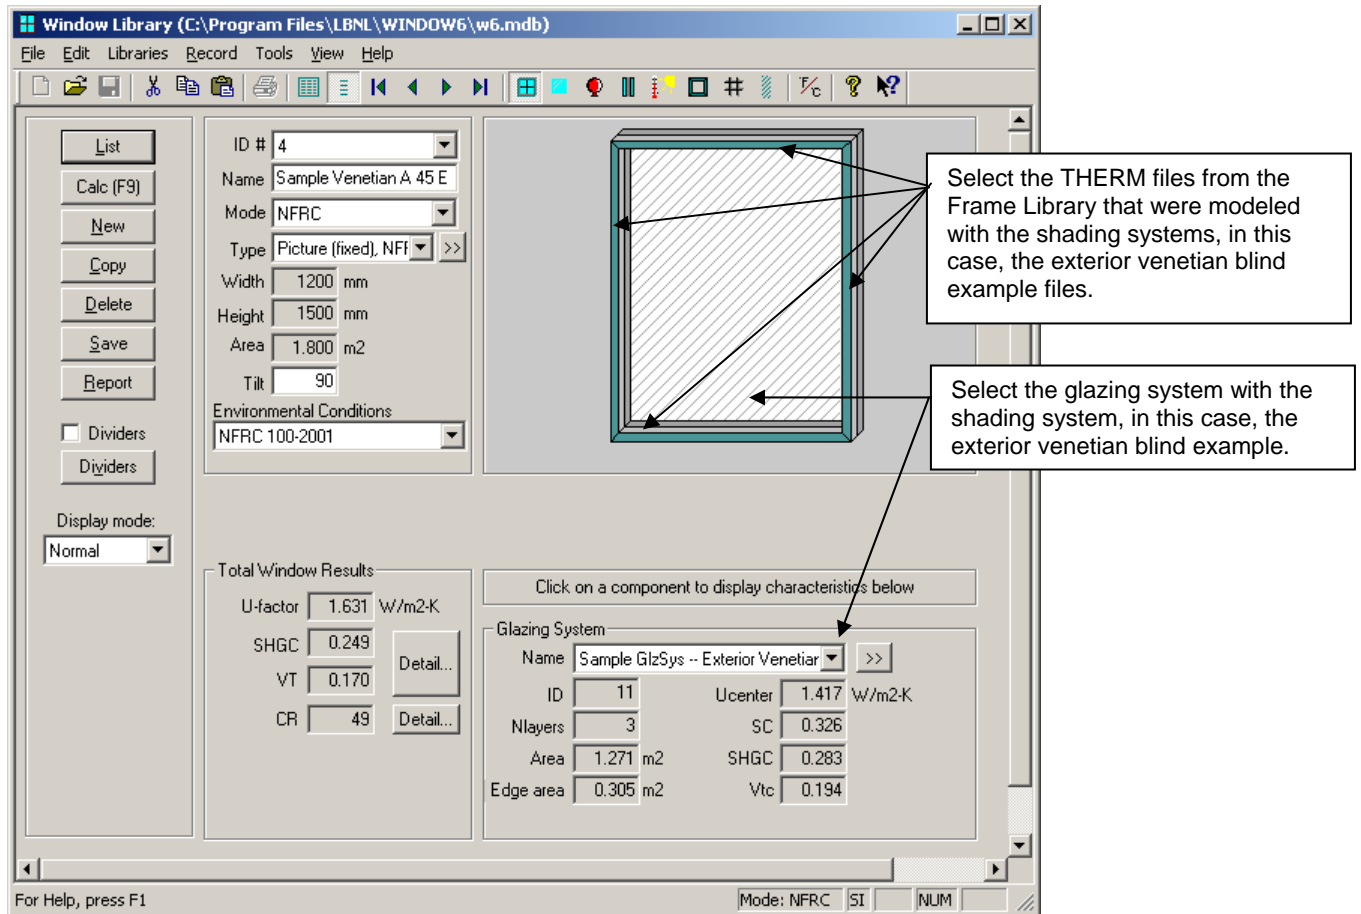 Window Library (C:\Program Files\LBNL\WINDOW6\w6.mdb)
File Edit Libraries Record Tools View Help
List
Calc (F9)
New
Copy
Delete
Save
Report
Dividers
Dividers
Display mode:
Normal
ID # 4
Name Sample Venetian A 45 E
Mode NFRC
Type Picture (fixed), NFF >>
Width 1200 mm
Height 1500 mm
Area 1.800 m2
Tilt 90
Environmental Conditions
NFRC 100-2001
Select the THERM files from the
Frame Library that were modeled
with the shading systems, in this
case, the exterior venetian blind
example files.
Select the glazing system with the
shading system, in this case, the
exterior venetian blind example.
Total Window Results
U-factor 1.631 W/m2-K
SHGC 0.249
VT 0.170
Detail...
CR 49 Detail...
Click on a component to display characteristics below
Glazing System
Name Sample GlzSys -- Exterior Venetiar >>
ID 11 Ucenter 1.417 W/m2-K
Nlayers 3 SC 0.326
Area 1.271 m2 SHGC 0.283
Edge area 0.305 m2 Vtc 0.194
For Help, press F1
Mode: NFRC SI NUM